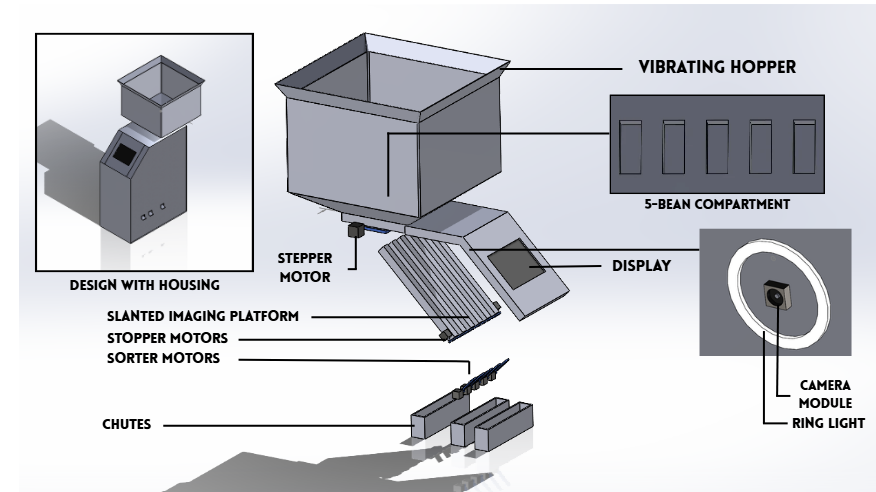 VIBRATING HOPPER
5-BEAN COMPARTMENT
DESIGN WITH HOUSING
STEPPER
MOTOR
DISPLAY
SLANTED IMAGING PLATFORM
STOPPER MOTORS
SORTER MOTORS
CAMERA
MODULE
RING LIGHT
CHUTES